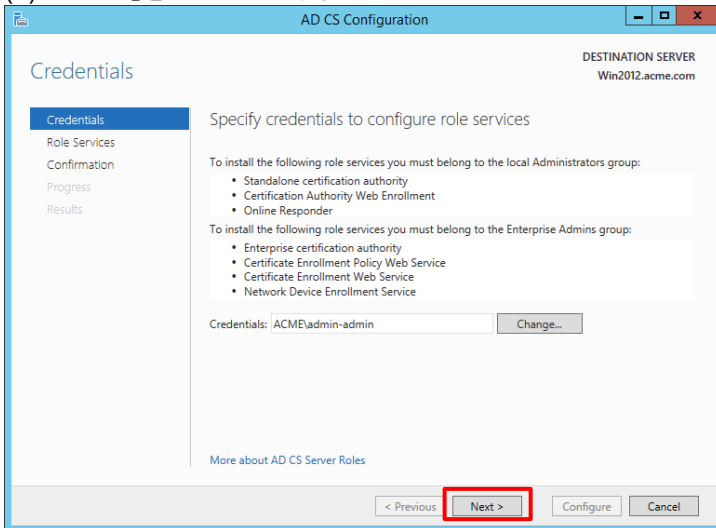 AD CS Configuration
Credentials
DESTINATION SERVER
Win2012.acme.com
Credentials
Role Services
Confirmation
Progress
Results
Specify credentials to configure role services
To install the following role services you must belong to the local Administrators group:
• Standalone certification authority
• Certification Authority Web Enrollment
• Online Responder
To install the following role services you must belong to the Enterprise Admins group:
• Enterprise certification authority
• Certificate Enrollment Policy Web Service
• Certificate Enrollment Web Service
• Network Device Enrollment Service
Credentials: ACME\admin-admin Change...
More about AD CS Server Roles
< Previous Next > Configure Cancel